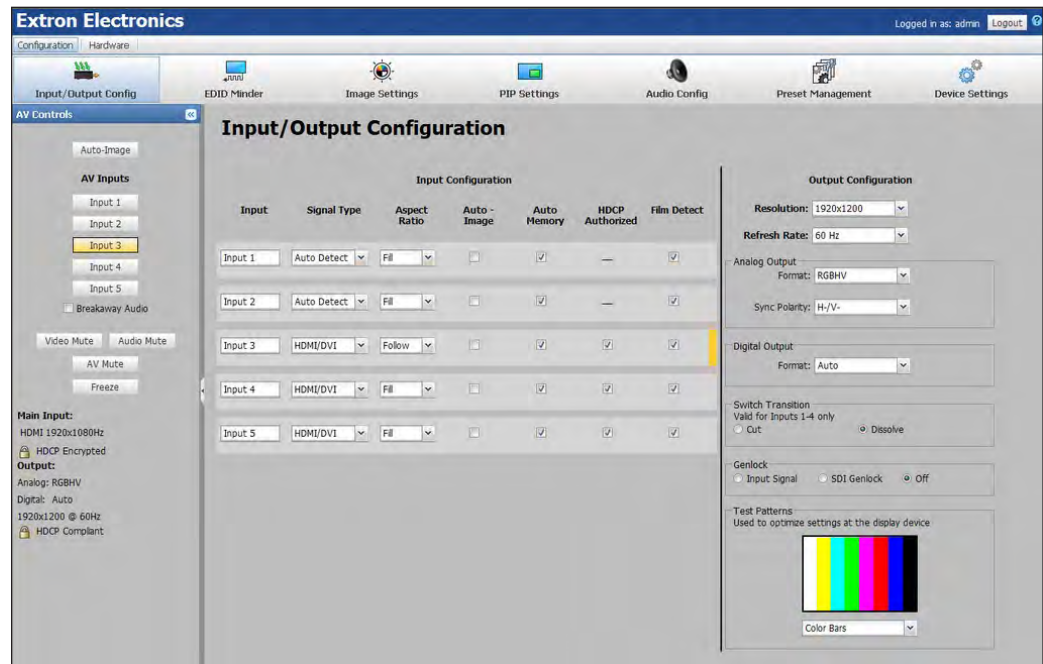 Extron Electronics
Logged in as: admin Logout ?
Configuration Hardware
Input/Output Config EDID Minder Image Settings PIP Settings Audio Config Preset Management Device Settings
AV Controls «
Auto-Image
AV Inputs
Input 1
Input 2
Input 3
Input 4
Input 5
Breakaway Audio
Video Mute Audio Mute
AV Mute
Freeze
Main Input:
HDMI 1920x1080Hz
HDCP Encrypted
Output:
Analog: RGBHV
Digital: Auto
1920x1200 @ 60Hz
HDCP Compliant
Input/Output Configuration
Input Configuration
Input Signal Type Aspect Ratio Auto - Image Auto Memory HDCP Authorized Film Detect
Input 1 Auto Detect Fill —
Input 2 Auto Detect Fill —
Input 3 HDMI/DVI Follow
Input 4 HDMI/DVI Fill
Input 5 HDMI/DVI Fill
Output Configuration
Resolution: 1920x1200
Refresh Rate: 60 Hz
Analog Output
Format: RGBHV
Sync Polarity: H-/V-
Digital Output
Format: Auto
Switch Transition
Valid for Inputs 1-4 only
Cut Dissolve
Genlock
Input Signal SDI Genlock Off
Test Patterns
Used to optimize settings at the display device
Color Bars